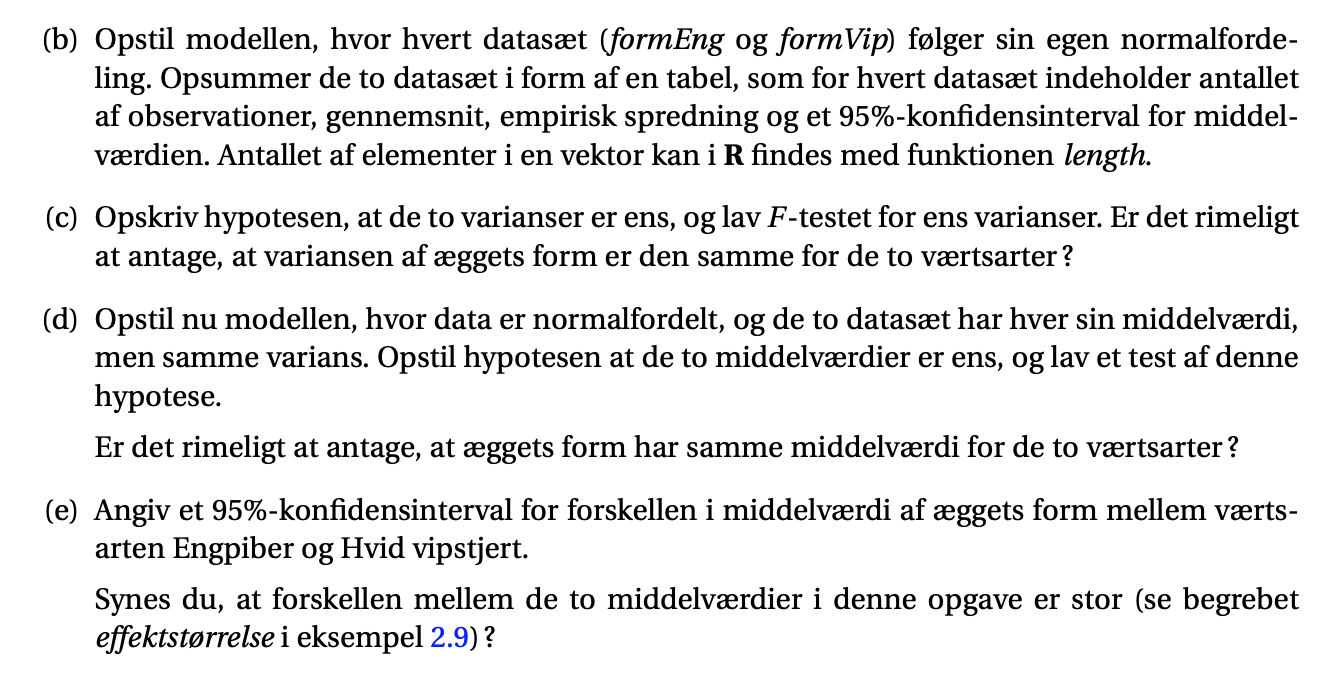 (b) Opstil modellen, hvor hvert datasæt (formEng og formVip) følger sin egen normalforde-
ling. Opsummer de to datasæt i form af en tabel, som for hvert datasæt indeholder antallet
af observationer, gennemsnit, empirisk spredning og et 95%-konfidensinterval for middel-
værdien. Antallet af elementer i en vektor kan i R findes med funktionen length.
(c) Opskriv hypotesen, at de to varianser er ens, og lav F-testet for ens varianser. Er det rimeligt
at antage, at variansen af æggets form er den samme for de to værtsarter?
(d) Opstil nu modellen, hvor data er normalfordelt, og de to datasæt har hver sin middelværdi,
men samme varians. Opstil hypotesen at de to middelværdier er ens, og lav et test af denne
hypotese.
Er det rimeligt at antage, at æggets form har samme middelværdi for de to værtsarter?
(e) Angiv et 95%-konfidensinterval for forskellen i middelværdi af æggets form mellem værts-
arten Engpiber og Hvid vipstjert.
Synes du, at forskellen mellem de to middelværdier i denne opgave er stor (se begrebet
effektstørrelse i eksempel 2.9)?